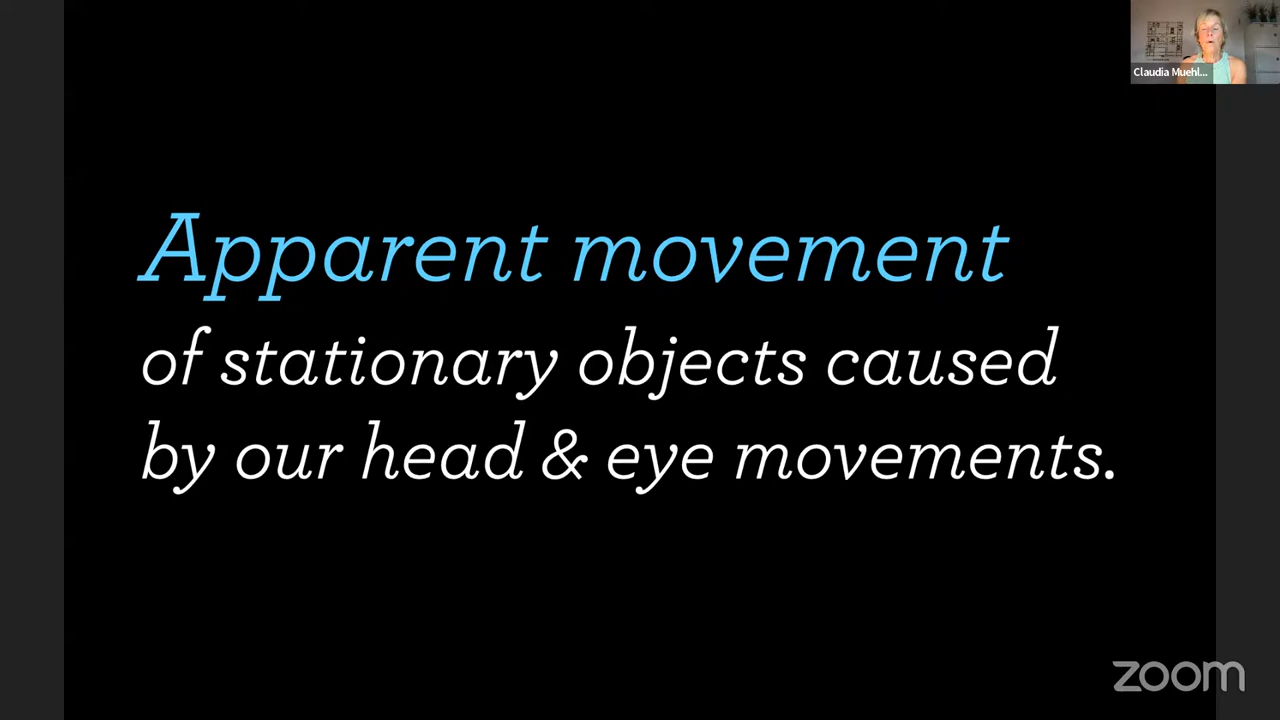 Claudia Muehl...
Apparent movement
of stationary objects caused
by our head & eye movements.
zoom